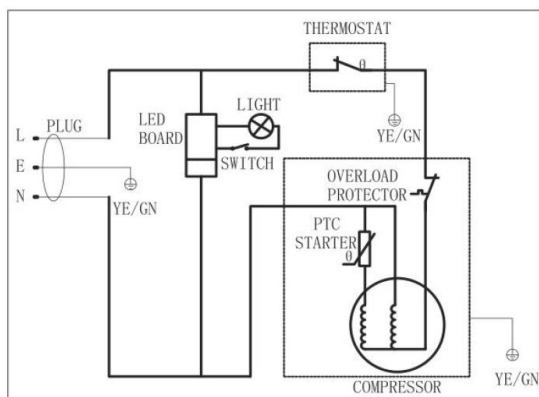 THERMOSTAT
θ
LIGHT
LED
BOARD
SWITCH
YE/GN
L
PLUG
E
N
YE/GN
OVERLOAD
PROTECTOR
PTC
STARTER
θ
COMPRESSOR
YE/GN